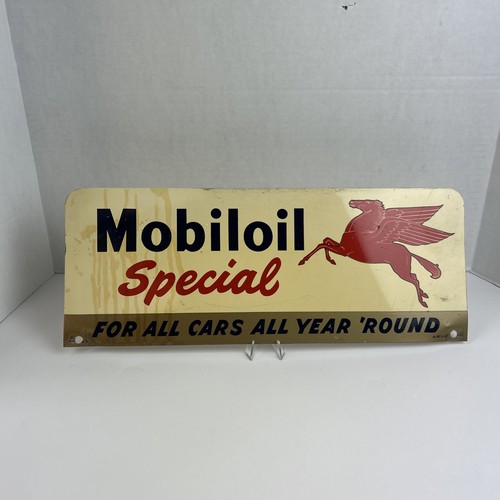 Mobiloil
Special
FOR ALL CARS ALL YEAR 'ROUND